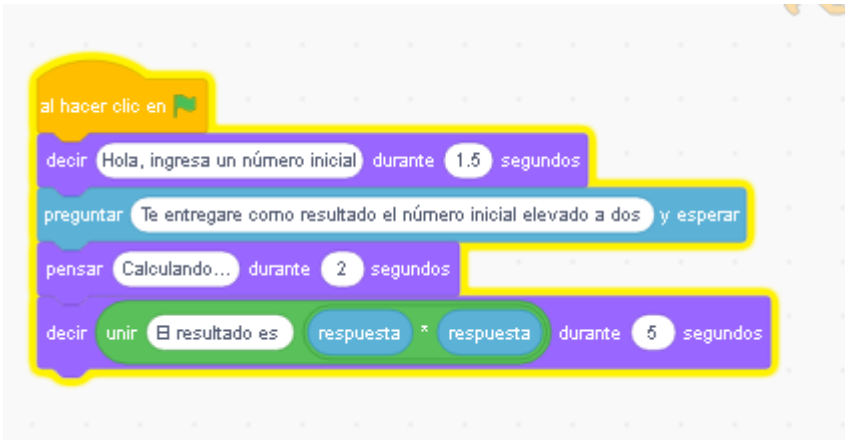 al hacer clic en
decir Hola, ingresa un número inicial durante 1.5 segundos
preguntar Te entregare como resultado el número inicial elevado a dos y esperar
pensar Calculando... durante 2 segundos
decir unir El resultado es respuesta * respuesta durante 5 segundos